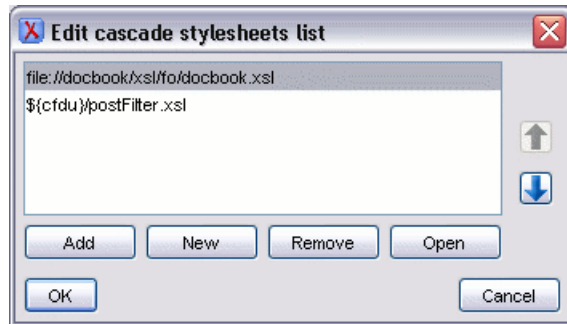 Edit cascade stylesheets list
file://docbook/xsl/fo/docbook.xsl
${cfdu}/postFilter.xsl
Add New Remove Open
OK Cancel